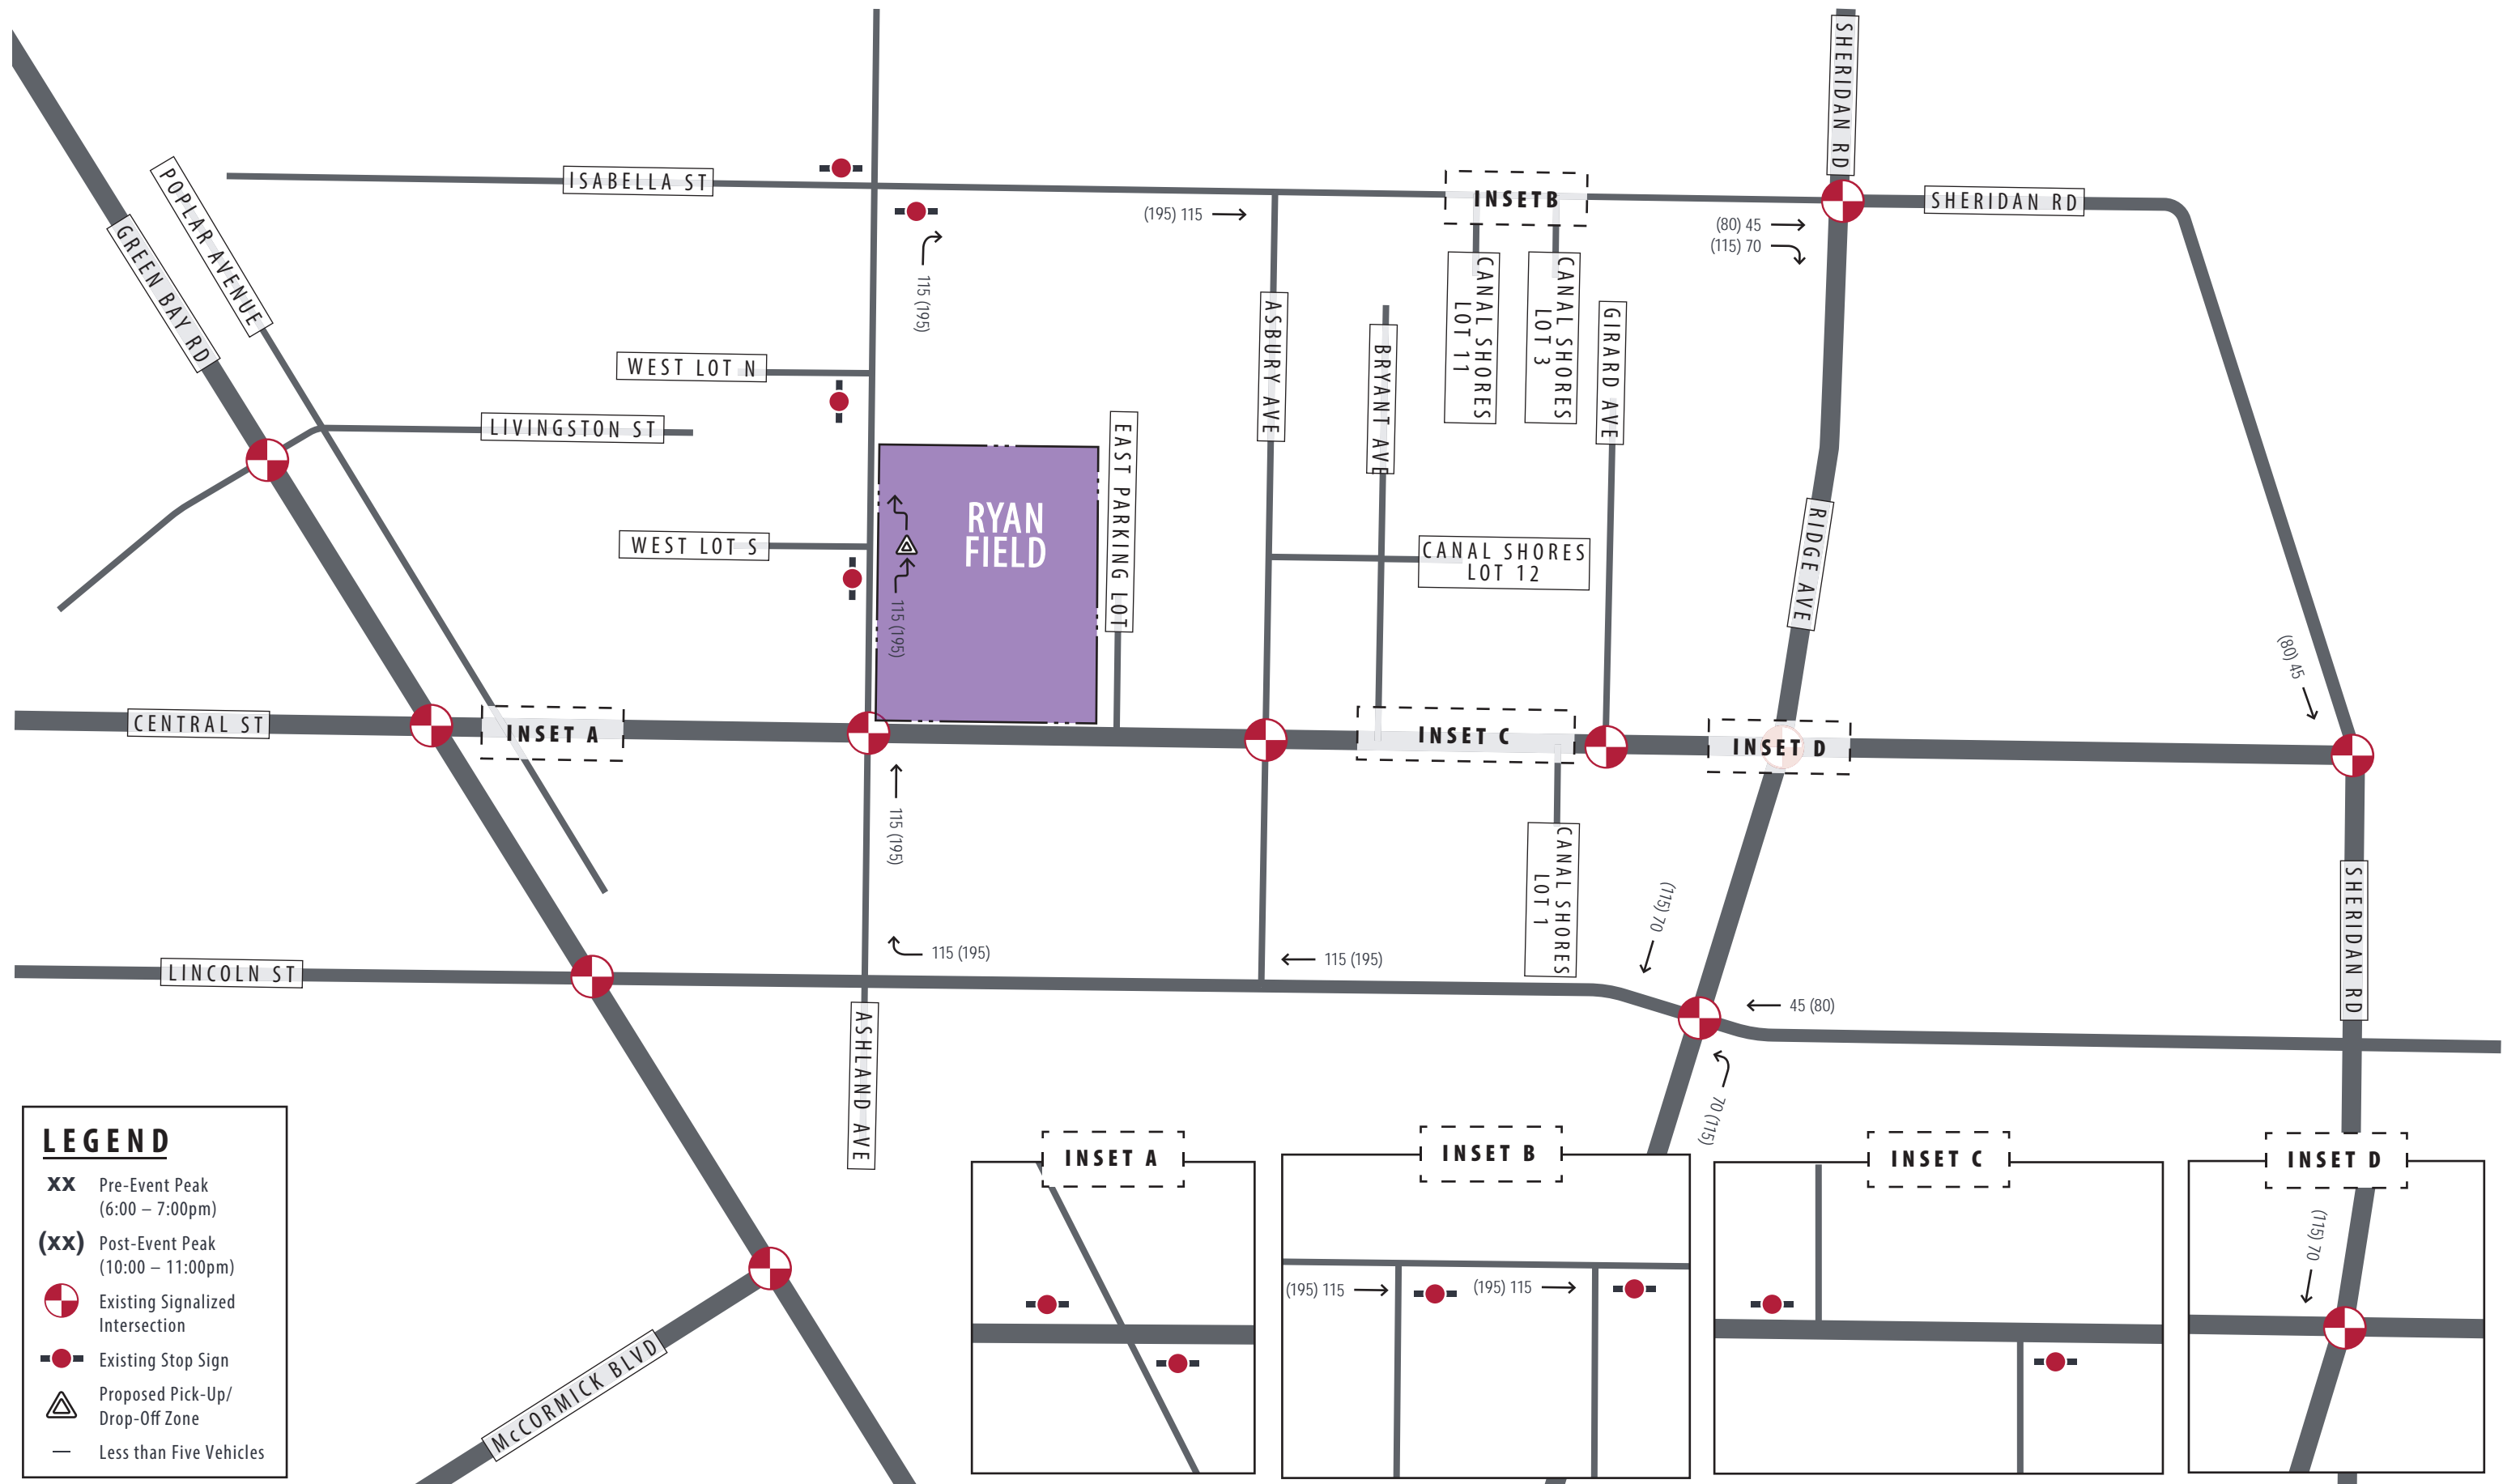 SHERIDAN RD
ISABELLA ST
INSET B
SHERIDAN RD
(195) 115
(80) 45
(115) 70
115 (195)
POPLAR AVENUE
GREEN BAY RD
WEST LOT N
LIVINGSTON ST
WEST LOT S
RYAN
FIELD
115 (195)
EAST PARKING LOT
ASBURY AVE
BRYANT AVE
CANAL SHORES
LOT 11
CANAL SHORES
LOT 3
GIRARD AVE
CANAL SHORES
LOT 12
RIDGE AVE
(80) 45
CENTRAL ST
INSET A
INSET C
INSET D
115 (195)
CANAL SHORES
LOT 1
(115) 70
SHERIDAN RD
LINCOLN ST
115 (195)
115 (195)
45 (80)
70 (115)
ASHLAND AVE
McCORMICK BLVD
LEGEND
XX Pre-Event Peak
(6:00 – 7:00pm)
(XX) Post-Event Peak
(10:00 – 11:00pm)
Existing Signalized
Intersection
Existing Stop Sign
Proposed Pick-Up/
Drop-Off Zone
— Less than Five Vehicles
INSET A
INSET B
(195) 115
(195) 115
INSET C
INSET D
(115) 70